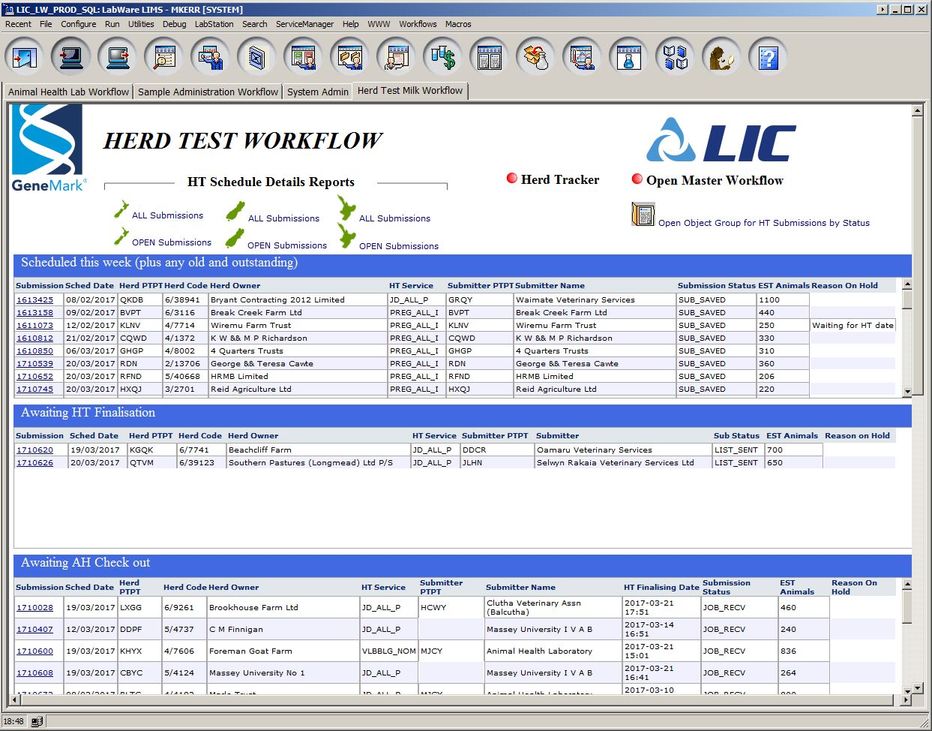 LIC_LW_PROD_SQL: LabWare LIMS - MKERR [SYSTEM]
Recent File Configure Run Utilities Debug LabStation Search ServiceManager Help WWW Workflows Macros
Animal Health Lab Workflow Sample Administration Workflow System Admin Herd Test Milk Workflow
HERD TEST WORKFLOW
LIC
GeneMark
HT Schedule Details Reports
Herd Tracker
Open Master Workflow
ALL Submissions ALL Submissions ALL Submissions
Open Object Group for HT Submissions by Status
OPEN Submissions OPEN Submissions OPEN Submissions
Scheduled this week (plus any old and outstanding)
Submission Sched Date Herd PTPT Herd Code Herd Owner HT Service Submitter PTPT Submitter Name Submission Status EST Animals Reason On Hold
1613425 08/02/2017 QKDB 6/38941 Bryant Contracting 2012 Limited JD_ALL_P GRQY Waimate Veterinary Services SUB_SAVED 1100
1613158 09/02/2017 BVPT 6/3116 Break Creek Farm Ltd PREG_ALL_I BVPT Break Creek Farm Ltd SUB_SAVED 440
1611073 12/02/2017 KLNV 4/7714 Wiremu Farm Trust PREG_ALL_I KLNV Wiremu Farm Trust SUB_SAVED 250 Waiting for HT date
1610812 21/02/2017 CQWD 4/1372 K W && M P Richardson PREG_ALL_I CQWD K W && M P Richardson SUB_SAVED 330
1610850 06/03/2017 GHGP 4/8002 4 Quarters Trusts PREG_ALL_I GHGP 4 Quarters Trusts SUB_SAVED 310
1710539 20/03/2017 RDN 2/13706 George && Teresa Cawte PREG_ALL_I RDN George && Teresa Cawte SUB_SAVED 360
1710652 20/03/2017 RFND 5/40668 HRMB Limited PREG_ALL_I RFND HRMB Limited SUB_SAVED 206
1710745 20/03/2017 HXQJ 3/2701 Reid Agriculture Ltd PREG_ALL_I HXQJ Reid Agriculture Ltd SUB_SAVED 220
Awaiting HT Finalisation
Submission Sched Date Herd PTPT Herd Code Herd Owner HT Service Submitter PTPT Submitter Sub Status EST Animals Reason on Hold
1710620 19/03/2017 KGQK 6/7741 Beachcliff Farm JD_ALL_P DDCR Oamaru Veterinary Services LIST_SENT 700
1710626 20/03/2017 QTVM 6/39123 Southern Pastures (Longmead) Ltd P/S JD_ALL_P JLHN Selwyn Rakaia Veterinary Services Ltd LIST_SENT 650
Awaiting AH Check out
Submission Sched Date Herd PTPT Herd Code Herd Owner HT Service Submitter PTPT Submitter Name HT Finalising Date Submission Status EST Animals Reason On Hold
1710028 19/03/2017 LXGG 6/9261 Brookhouse Farm Ltd JD_ALL_P HCWY Clutha Veterinary Assn (Balcutha) 2017-03-21 17:51 JOB_RECV 460
1710407 12/03/2017 DDPF 5/4737 C M Finnigan JD_ALL_P Massey University I V A B 2017-03-14 16:51 JOB_RECV 240
1710600 19/03/2017 KHYX 4/7606 Foreman Goat Farm VLBBLG_NOM MJCY Animal Health Laboratory 2017-03-21 15:01 JOB_RECV 836
1710608 19/03/2017 CBYC 5/4124 Massey University No 1 JD_ALL_P Massey University I V A B 2017-03-21 16:41 JOB_RECV 264
2017-03-10
18:48